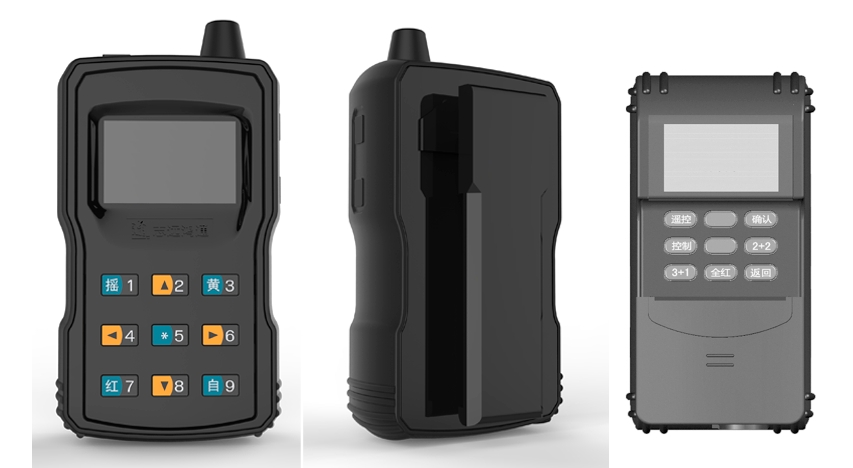 摇 1 ▲ 2 黄 3
◄ 4 * 5 ► 6
红 7 ▼ 8 自 9
遥控 确认
控制 2+2
3+1 全红 返回